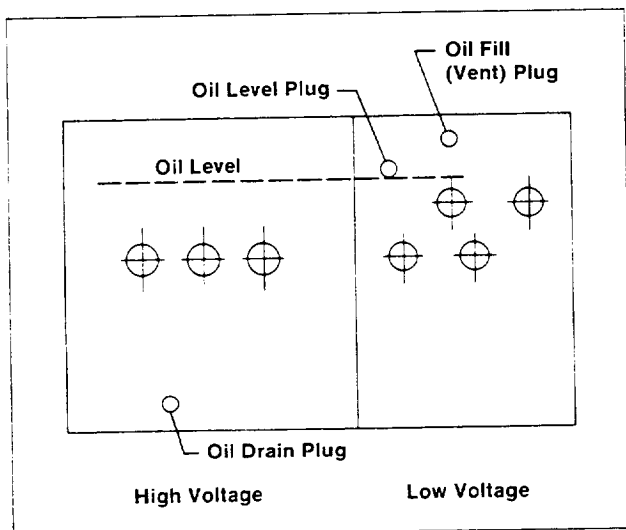 Oil Fill
(Vent) Plug
Oil Level Plug
Oil Level
Oil Drain Plug
High Voltage
Low Voltage